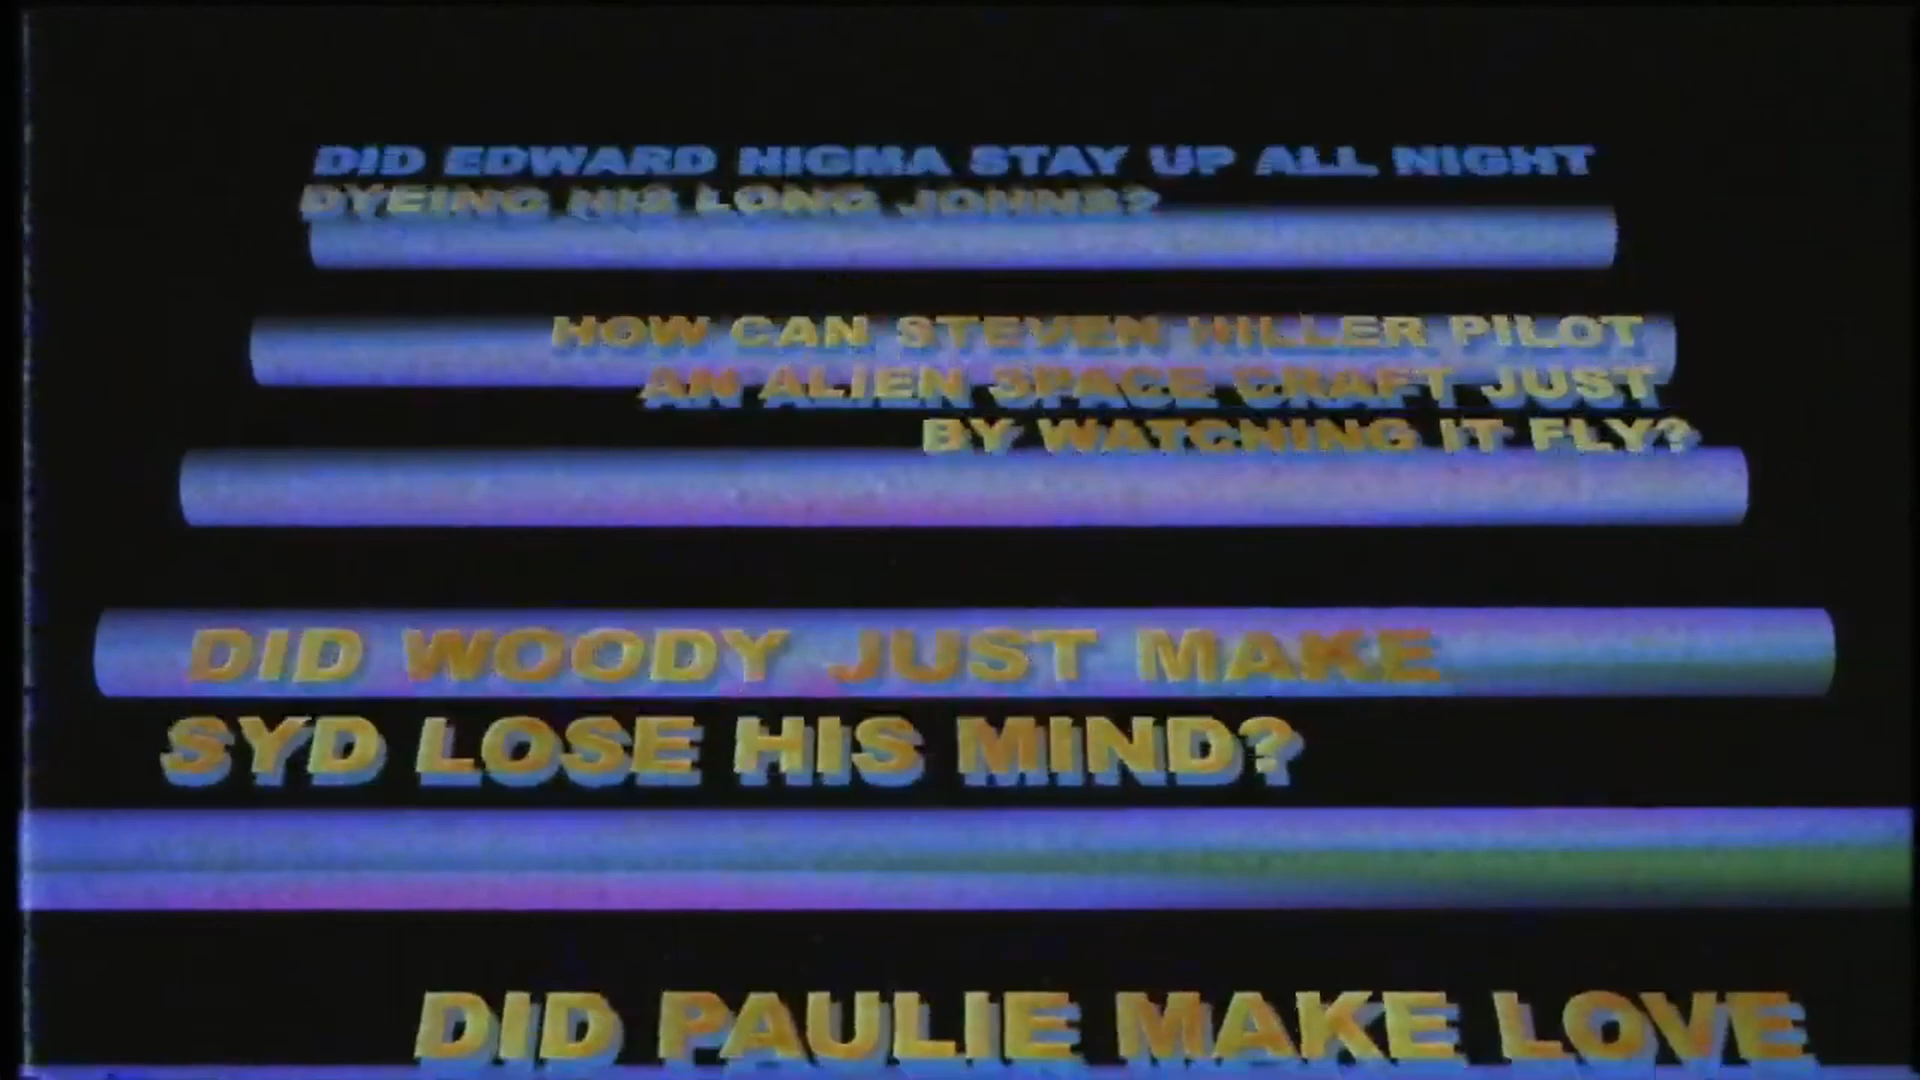 DID EDWARD NIGMA STAY UP ALL NIGHT
DYEING HIS LONG JOHNS?
HOW CAN STEVEN HILLER PILOT
AN ALIEN SPACE CRAFT JUST
BY WATCHING IT FLY?
DID WOODY JUST MAKE
SYD LOSE HIS MIND?
DID PAULIE MAKE LOVE